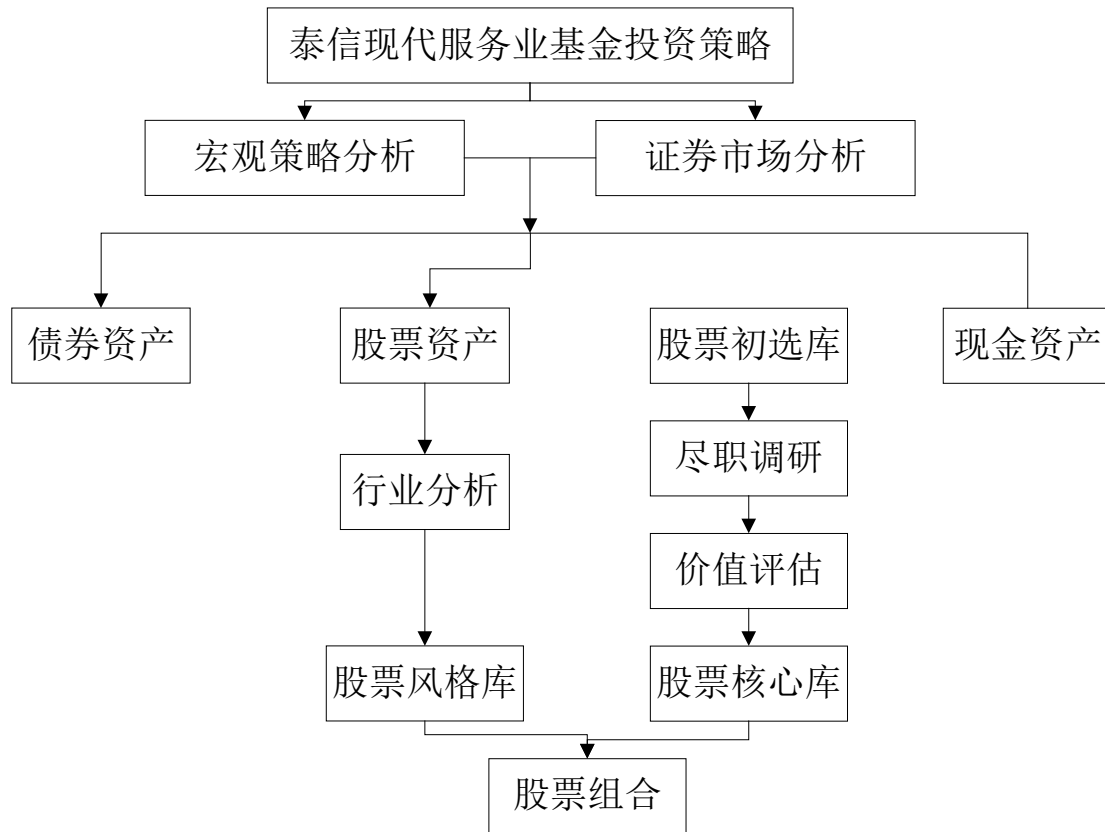 泰信现代服务业基金投资策略
宏观策略分析
证券市场分析
债券资产
股票资产
股票初选库
现金资产
尽职调研
行业分析
价值评估
股票风格库
股票核心库
股票组合